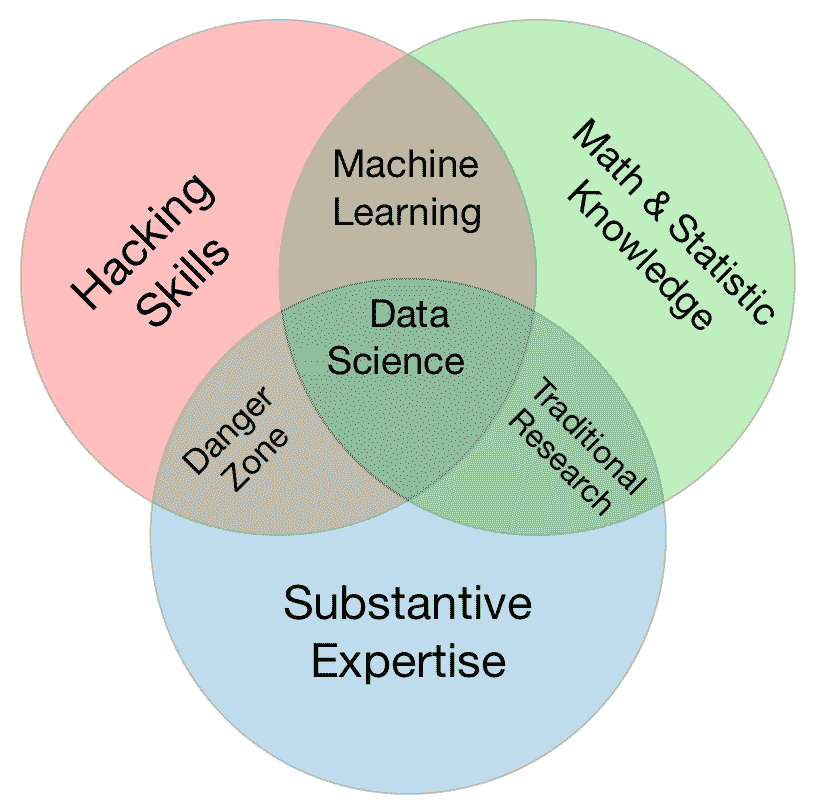 Hacking
Skills
Machine
Learning
Math & Statistic
Knowledge
Data
Science
Danger
Zone
Traditional
Research
Substantive
Expertise